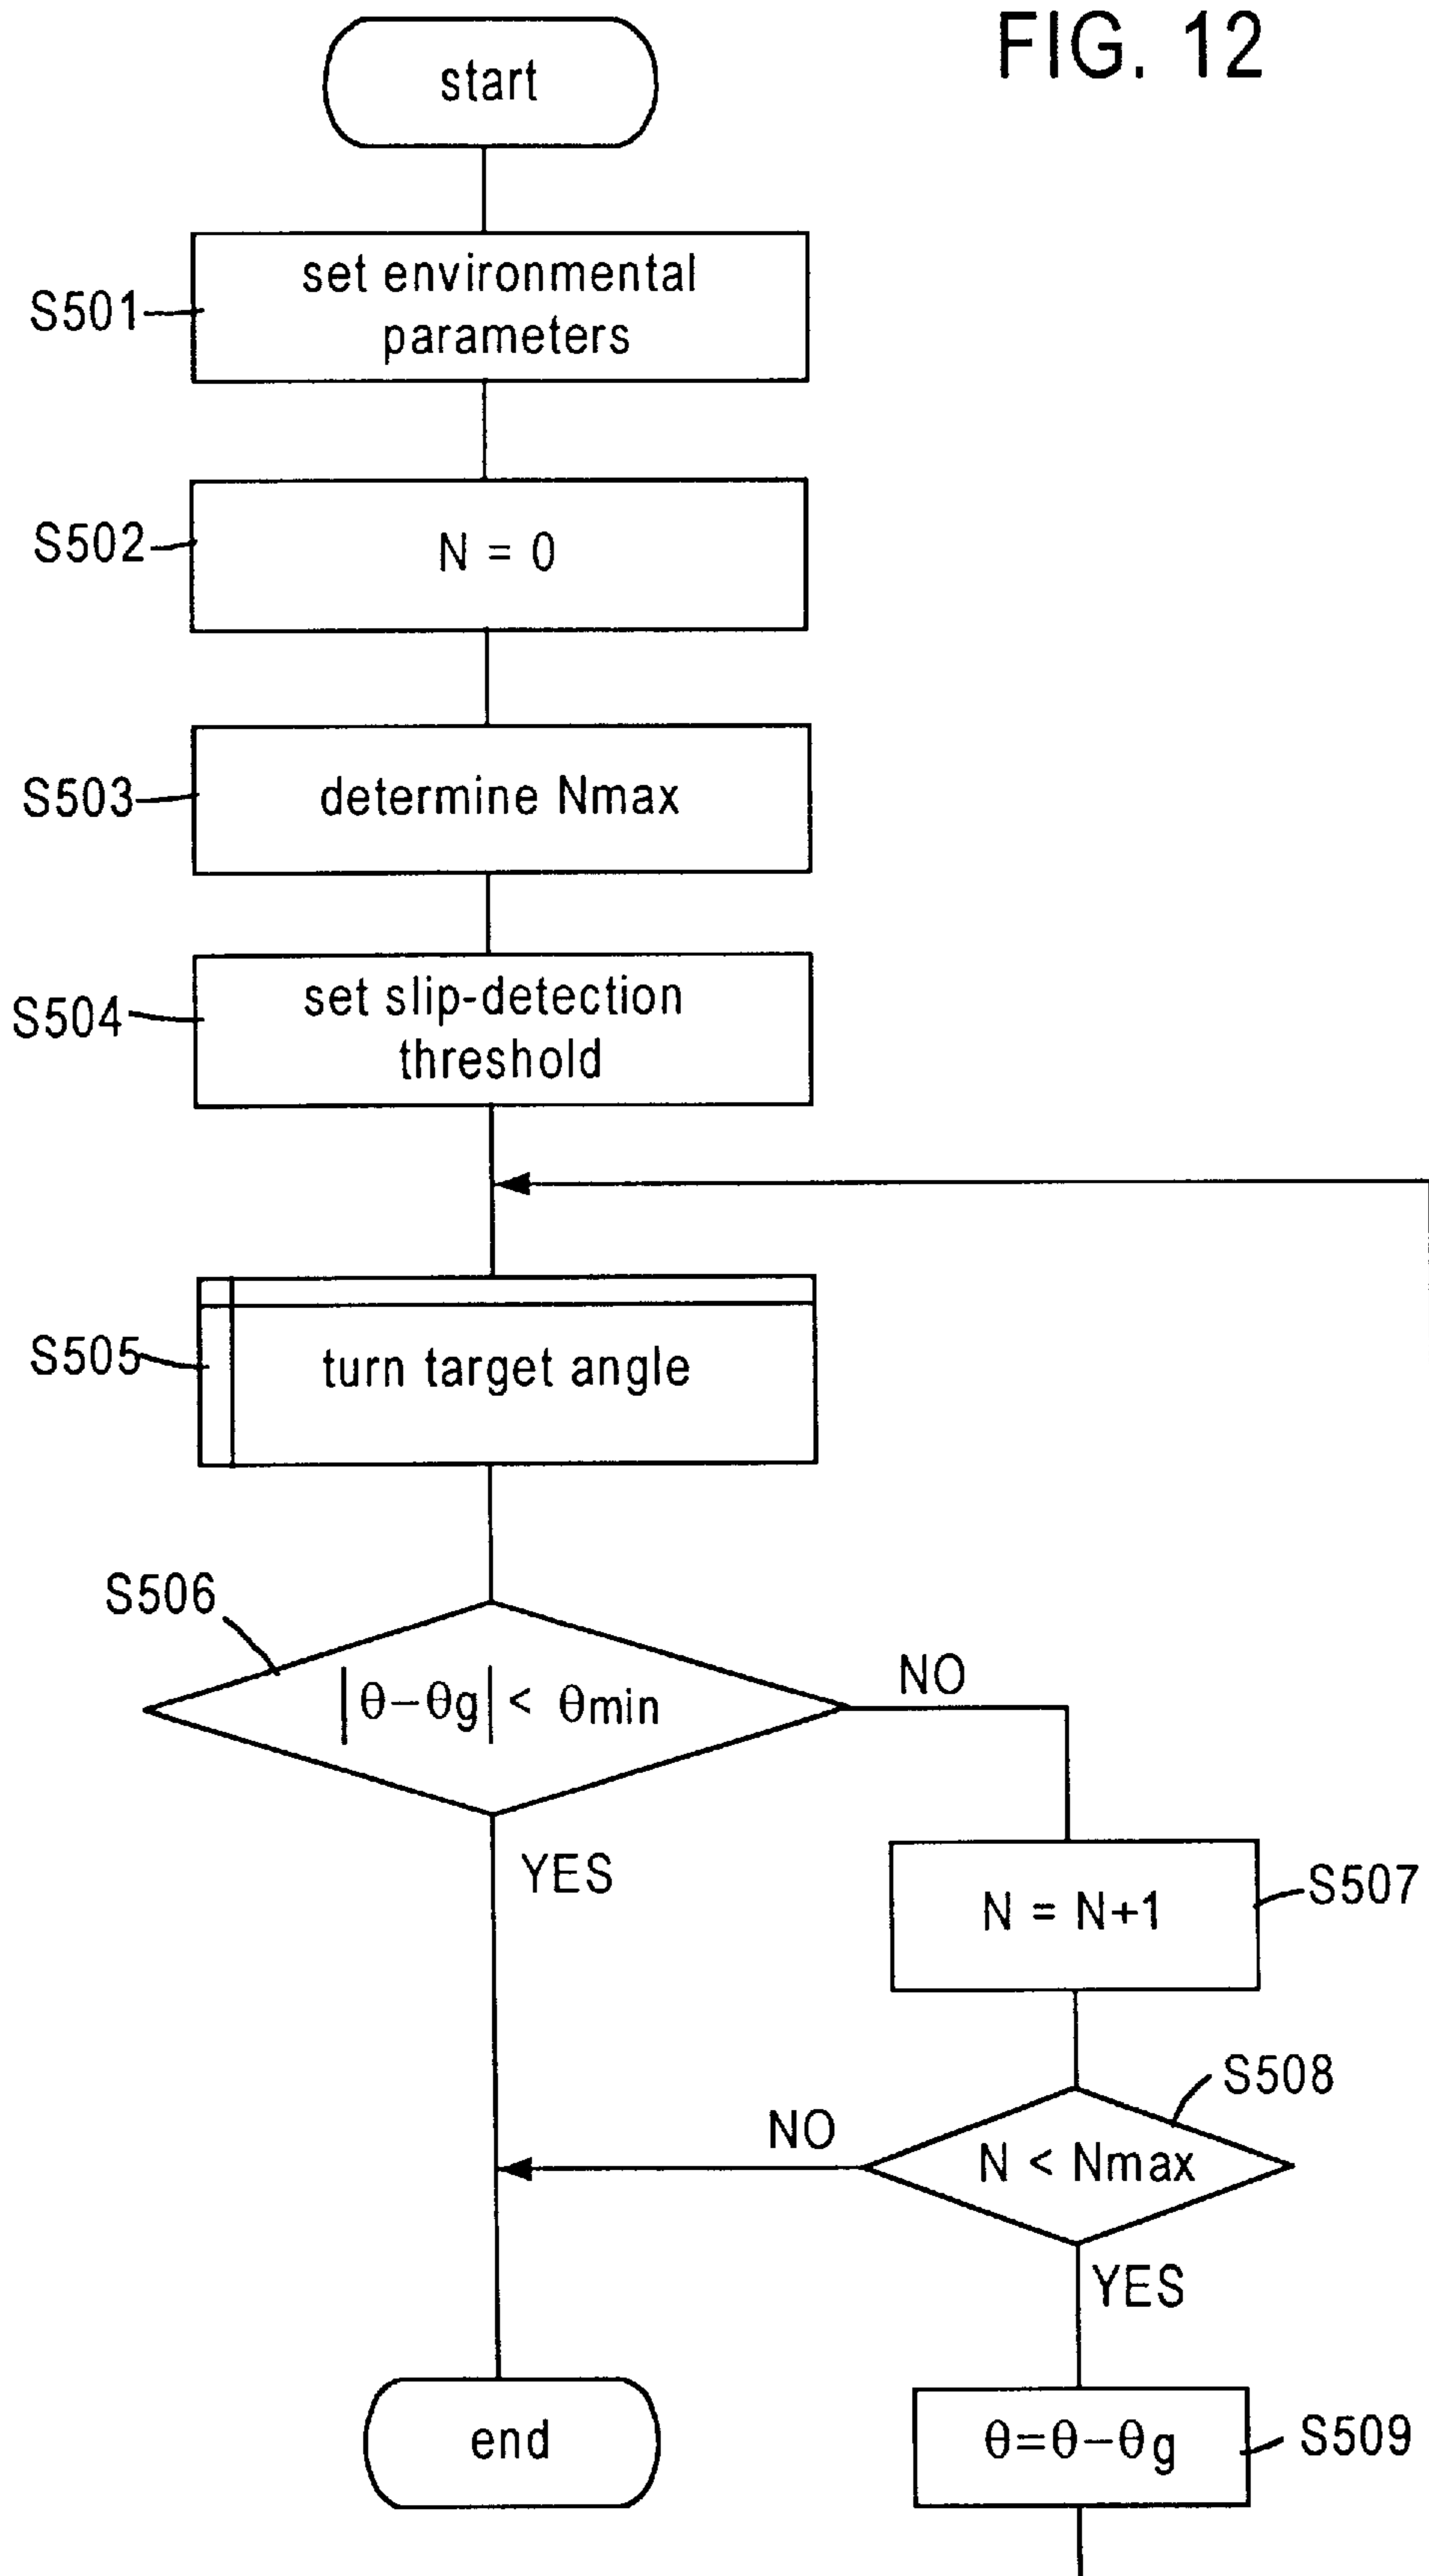 FIG. 12
start
S501
set environmental
parameters
S502
N = 0
S503
determine Nmax
S504
set slip-detection
threshold
S505
turn target angle
S506
|θ−θg| < θmin
NO
YES
N = N+1
S507
S508
NO
N < Nmax
YES
end
θ=θ−θg
S509